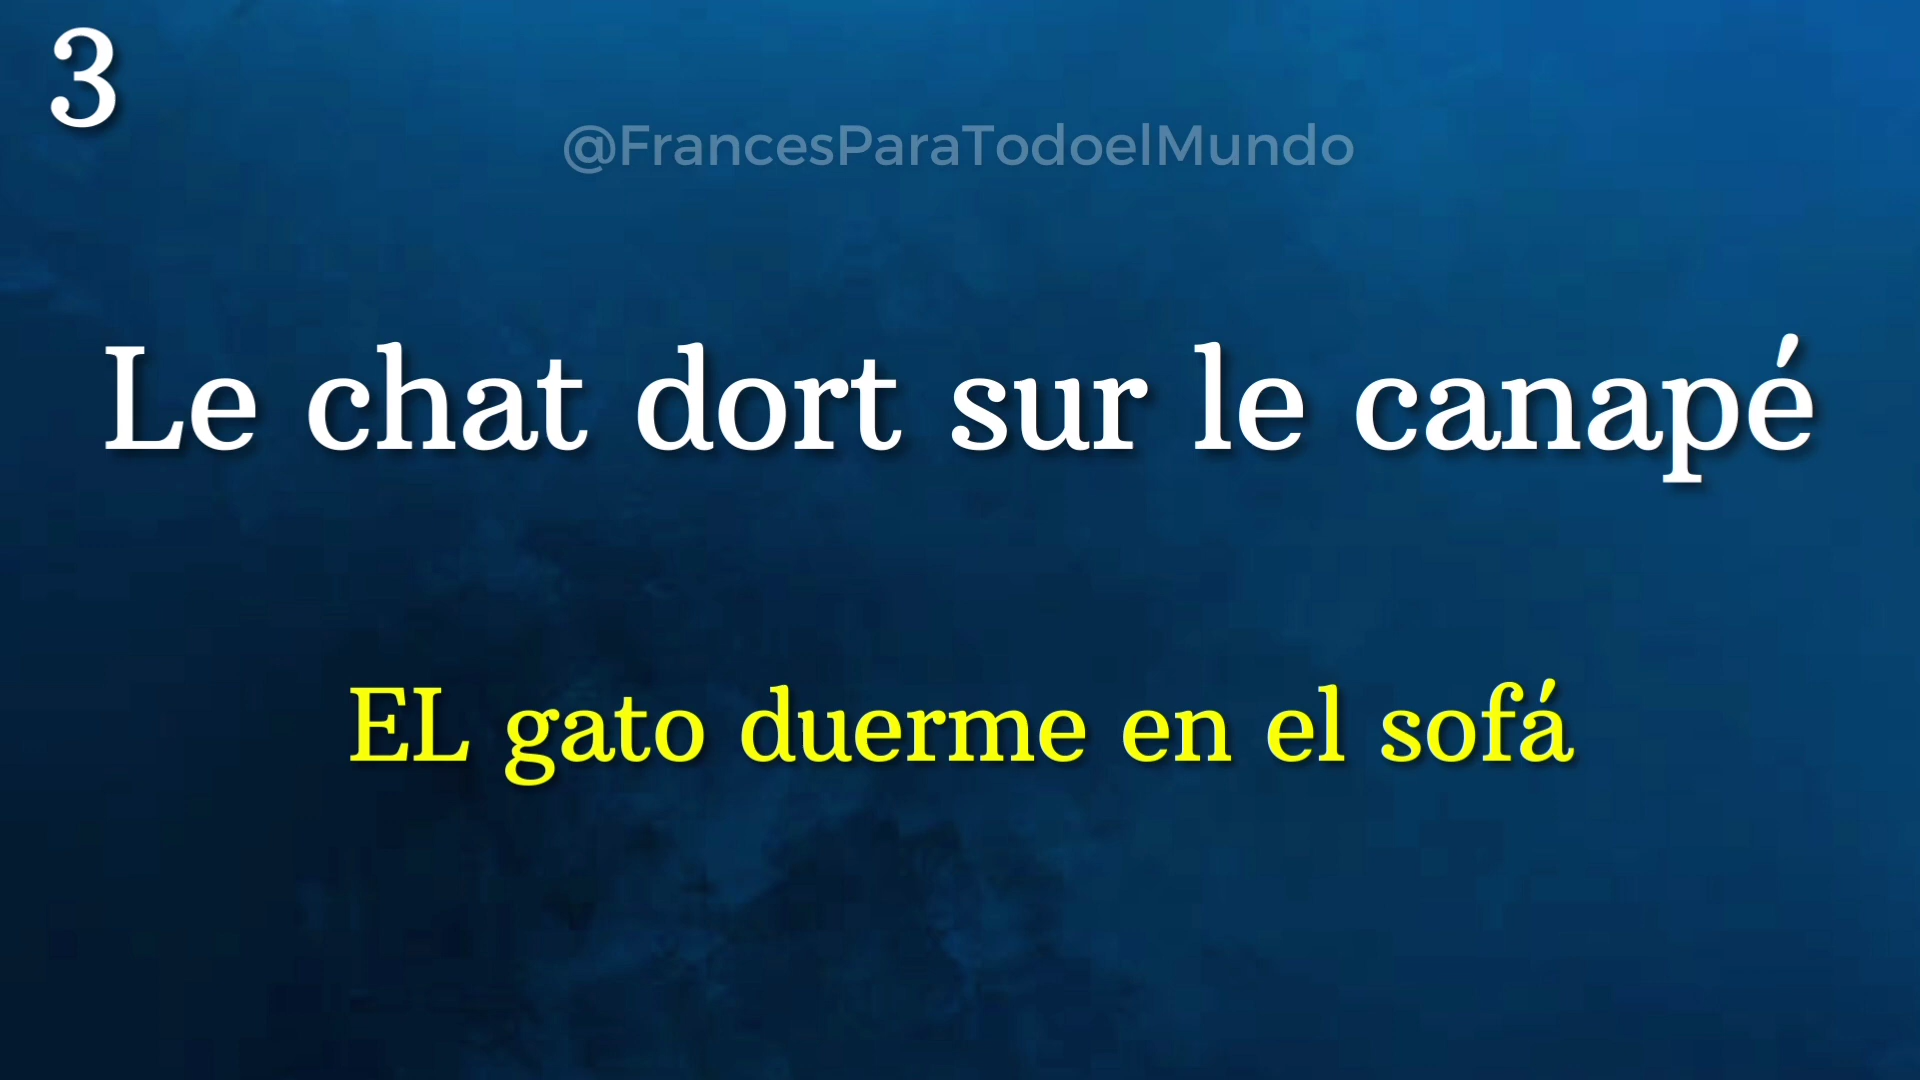 3
@FrancesParaTodoelMundo
Le chat dort sur le canapé
EL gato duerme en el sofá